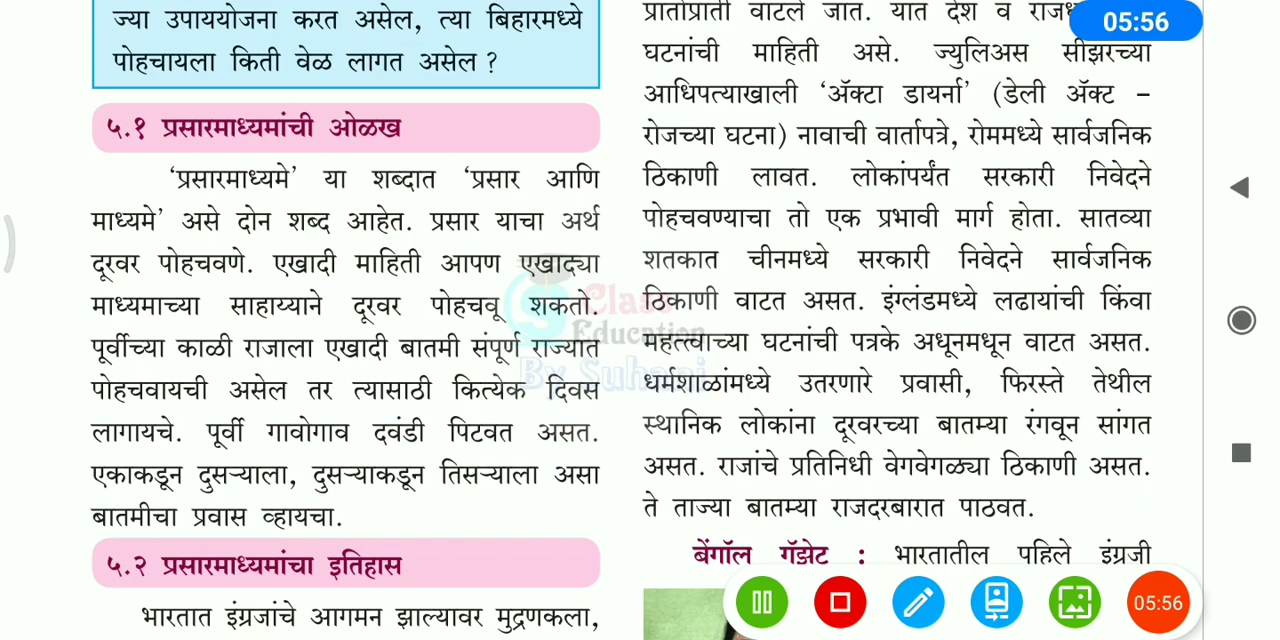 ज्या उपाययोजना करत असेल, त्या बिहारमध्ये
पोहचायला किती वेळ लागत असेल ?
५.१ प्रसारमाध्यमांची ओळख
‘प्रसारमाध्यमे’ या शब्दात ‘प्रसार आणि
माध्यमे’ असे दोन शब्द आहेत. प्रसार याचा अर्थ
दूरवर पोहचवणे. एखादी माहिती आपण एखाद्या
माध्यमाच्या साहाय्याने दूरवर पोहचवू शकतो.
पूर्वीच्या काळी राजाला एखादी बातमी संपूर्ण राज्यात
पोहचवायची असेल तर त्यासाठी कित्येक दिवस
लागायचे. पूर्वी गावोगाव दवंडी पिटवत असत.
एकाकडून दुसऱ्याला, दुसऱ्याकडून तिसऱ्याला असा
बातमीचा प्रवास व्हायचा.
५.२ प्रसारमाध्यमांचा इतिहास
भारतात इंग्रजांचे आगमन झाल्यावर मुद्रणकला,
प्रांतोप्रांती वाटले जात. यात देश व
घटनांची माहिती असे. ज्युलिअस सीझरच्या
आधिपत्याखाली ‘ॲक्टा डायर्ना’ (डेली ॲक्ट –
रोजच्या घटना) नावाची वार्तापत्रे, रोममध्ये सार्वजनिक
ठिकाणी लावत. लोकांपर्यंत सरकारी निवेदने
पोहचवण्याचा तो एक प्रभावी मार्ग होता. सातव्या
शतकात चीनमध्ये सरकारी निवेदने सार्वजनिक
ठिकाणी वाटत असत. इंग्लंडमध्ये लढायांची किंवा
महत्त्वाच्या घटनांची पत्रके अधूनमधून वाटत असत.
धर्मशाळांमध्ये उतरणारे प्रवासी, फिरस्ते तेथील
स्थानिक लोकांना दूरवरच्या बातम्या रंगवून सांगत
असत. राजांचे प्रतिनिधी वेगवेगळ्या ठिकाणी असत.
ते ताज्या बातम्या राजदरबारात पाठवत.
बेंगॉल गॅझेट : भारतातील पहिले इंग्रजी
05:56
05:56
Class
Education
By Suhani